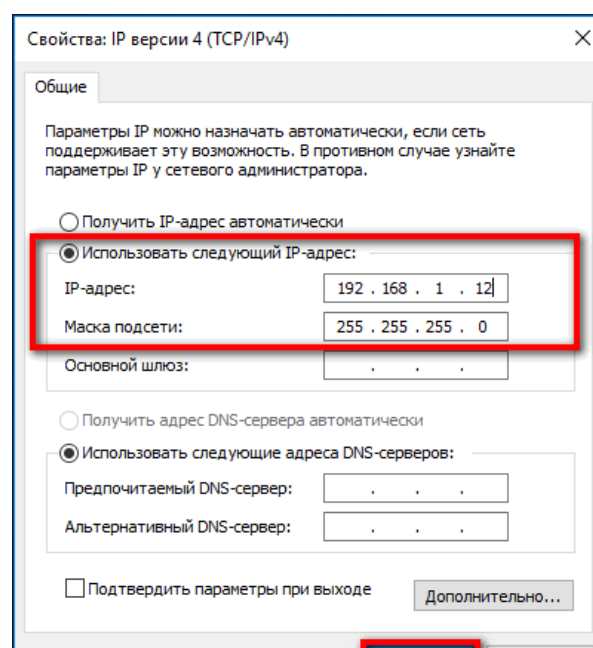 Свойства: IP версии 4 (TCP/IPv4)
Общие
Параметры IP можно назначать автоматически, если сеть
поддерживает эту возможность. В противном случае узнайте
параметры IP у сетевого администратора.
Получить IP-адрес автоматически
Использовать следующий IP-адрес:
IP-адрес: 192 . 168 . 1 . 12
Маска подсети: 255 . 255 . 255 . 0
Основной шлюз: . . .
Получить адрес DNS-сервера автоматически
Использовать следующие адреса DNS-серверов:
Предпочитаемый DNS-сервер: . . .
Альтернативный DNS-сервер: . . .
Подтвердить параметры при выходе
Дополнительно...